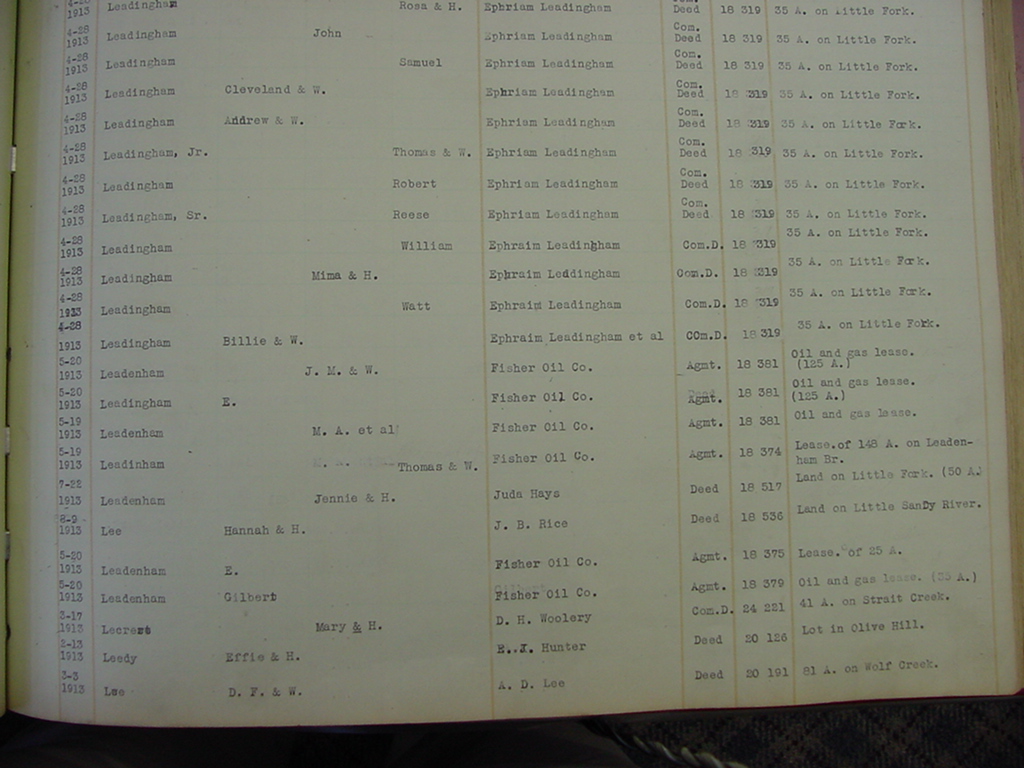 4-28
1913 Leadingham Rosa & H. Ephriam Leadingham Deed 18 319 35 A. on Little Fork.
4-28 Com.
1913 Leadingham John Ephriam Leadingham Deed 18 319 35 A. on Little Fork.
4-28 Com.
1913 Leadingham Samuel Ephriam Leadingham Deed 18 319 35 A. on Little Fork.
4-28 Com.
1913 Leadingham Cleveland & W. Ephriam Leadingham Deed 18 319 35 A. on Little Fork.
4-28 Com.
1913 Leadingham Andrew & W. Ephriam Leadingham Deed 18 319 35 A. on Little Fork.
4-28 Com.
1913 Leadingham, Jr. Thomas & W. Ephriam Leadingham Deed 18 319 35 A. on Little Fork.
4-28 Com.
1913 Leadingham Robert Ephriam Leadingham Deed 18 319 35 A. on Little Fork.
4-28 Com.
1913 Leadingham, Sr. Reese Ephriam Leadingham Deed 18 319 35 A. on Little Fork.
4-28
1913 Leadingham William Ephraim Leadingham Com.D. 18 319 35 A. on Little Fork.
4-28
1913 Leadingham Mima & H. Ephraim Leadingham Com.D. 18 319 35 A. on Little Fork.
4-28
1913 Leadingham Watt Ephraim Leadingham Com.D. 18 319 35 A. on Little Fork.
4-28
1913 Leadingham Billie & W. Ephraim Leadingham et al COm.D. 18 319 35 A. on Little Fork.
5-20
1913 Leadenham J. M. & W. Fisher Oil Co. Agmt. 18 381 Oil and gas lease.
(125 A.)
5-20
1913 Leadingham E. Fisher Oil Co. Agmt. 18 381 Oil and gas lease.
(125 A.)
5-19
1913 Leadenham M. A. et al Fisher Oil Co. Agmt. 18 381 Oil and gas lease.
5-19
1913 Leadinham Thomas & W. Fisher Oil Co. Agmt. 18 374 Lease.of 148 A. on Leaden-
ham Br.
7-22
1913 Leadenham Jennie & H. Juda Hays Deed 18 517 Land on Little Fork. (50 A.)
8-9
1913 Lee Hannah & H. J. B. Rice Deed 18 536 Land on Little SanDy River.
5-20
1913 Leadenham E. Fisher Oil Co. Agmt. 18 375 Lease. of 25 A.
5-20
1913 Leadenham Gilbert Fisher Oil Co. Agmt. 18 379 Oil and gas lease. (35 A.)
3-17
1913 Lecrest Mary & H. D. H. Woolery Com.D. 24 221 41 A. on Strait Creek.
2-13
1913 Leedy Effie & H. Hunter Deed 20 126 Lot in Olive Hill.
3-3
1913 Lee D. F. & W. A. D. Lee Deed 20 191 81 A. on Wolf Creek.